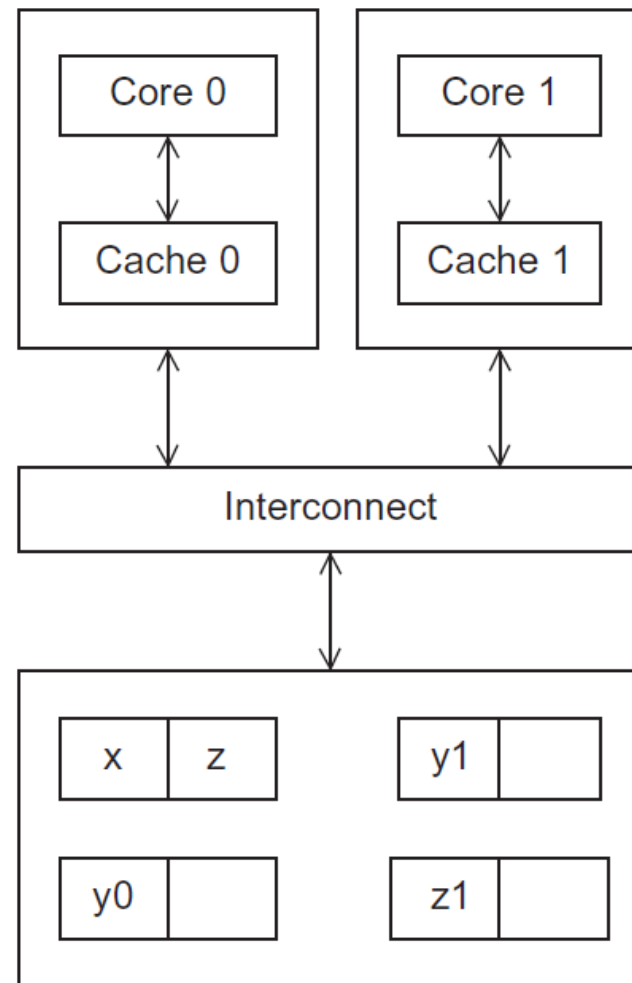 Core 0
Core 1
Cache 0
Cache 1
Interconnect
x z
y1
y0
z1